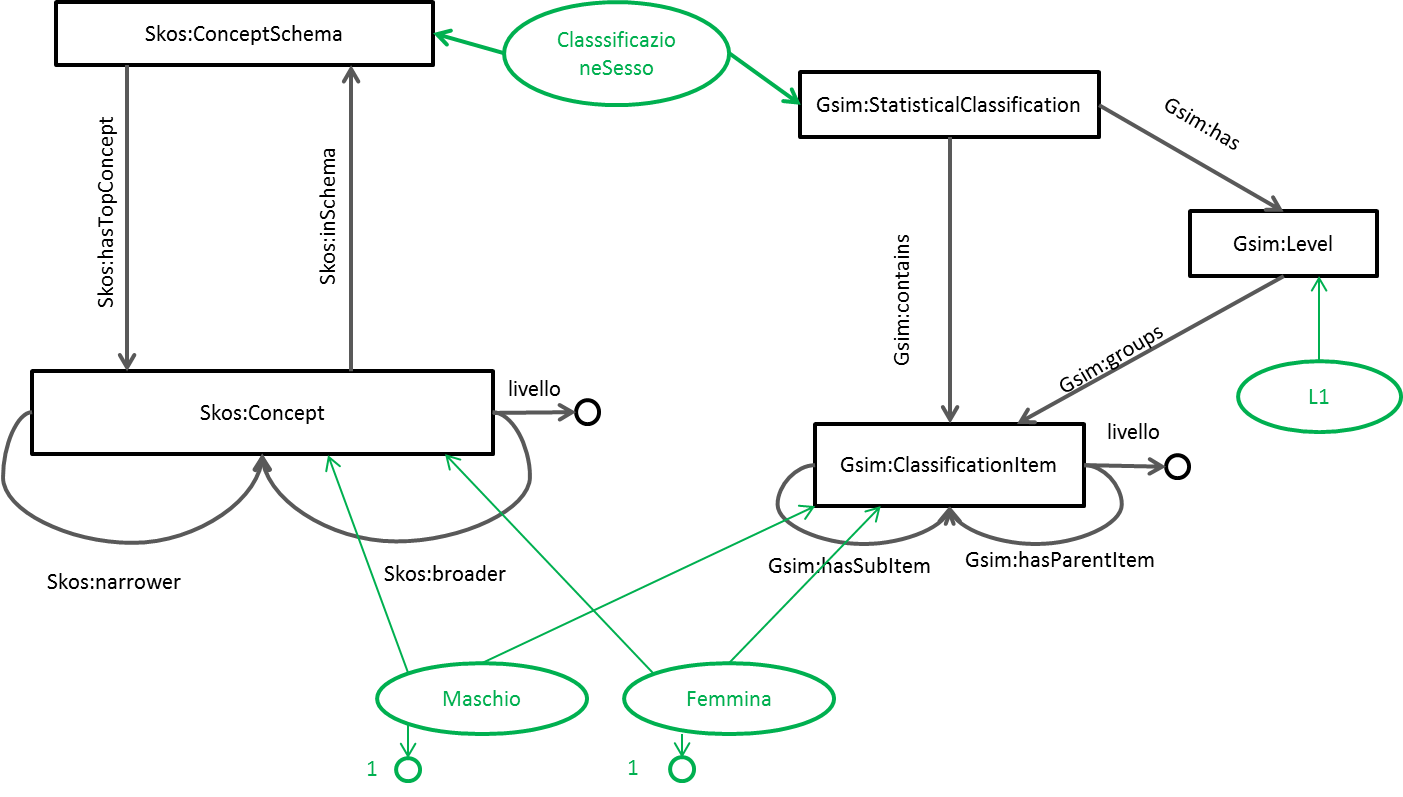 Skos:ConceptSchema
Classsificazio
neSesso
Gsim:StatisticalClassification
Gsim:has
Skos:hasTopConcept
Skos:inSchema
Gsim:contains
Gsim:Level
Gsim:groups
L1
Skos:Concept
livello
Gsim:ClassificationItem
livello
Skos:narrower
Skos:broader
Gsim:hasSubItem
Gsim:hasParentItem
Maschio
Femmina
1
1